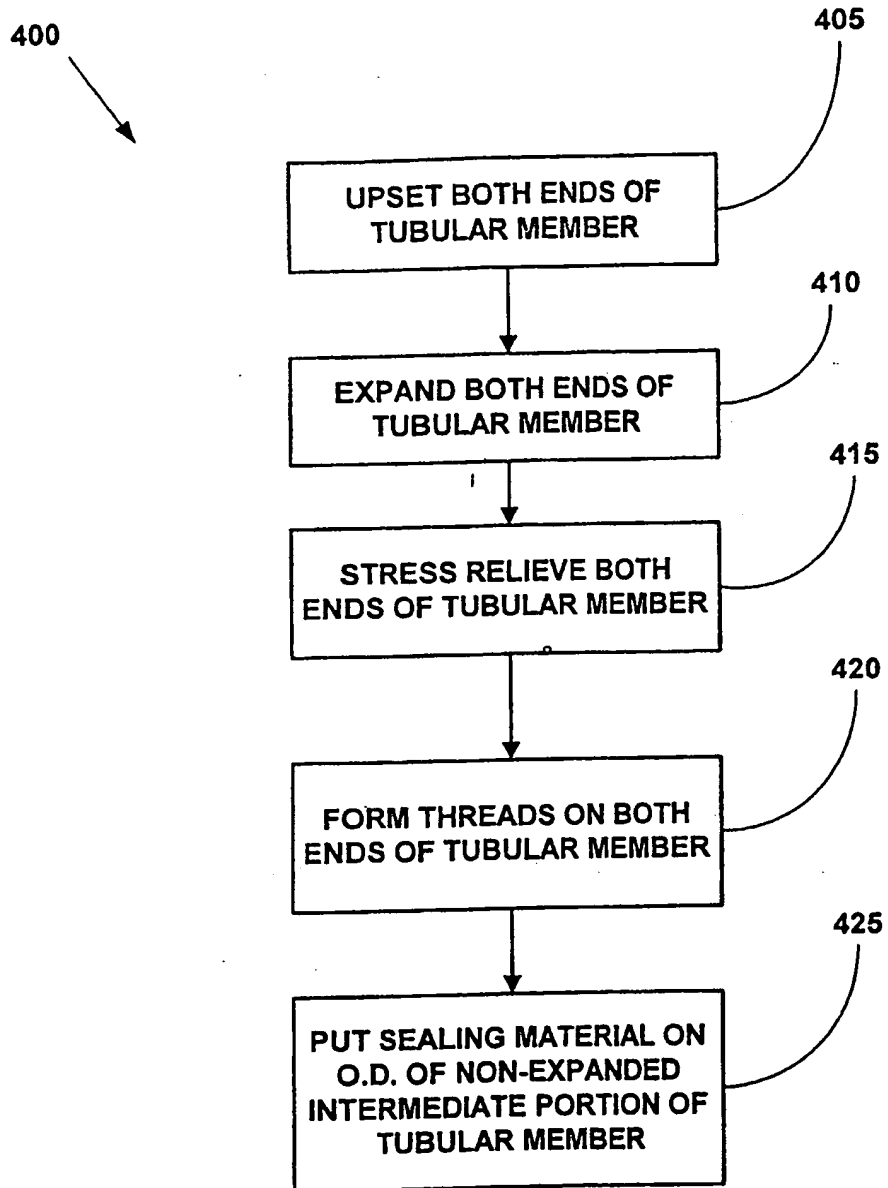 400
405
UPSET BOTH ENDS OF
TUBULAR MEMBER
410
EXPAND BOTH ENDS OF
TUBULAR MEMBER
415
STRESS RELIEVE BOTH
ENDS OF TUBULAR MEMBER
420
FORM THREADS ON BOTH
ENDS OF TUBULAR MEMBER
425
PUT SEALING MATERIAL ON
O.D. OF NON-EXPANDED
INTERMEDIATE PORTION OF
TUBULAR MEMBER